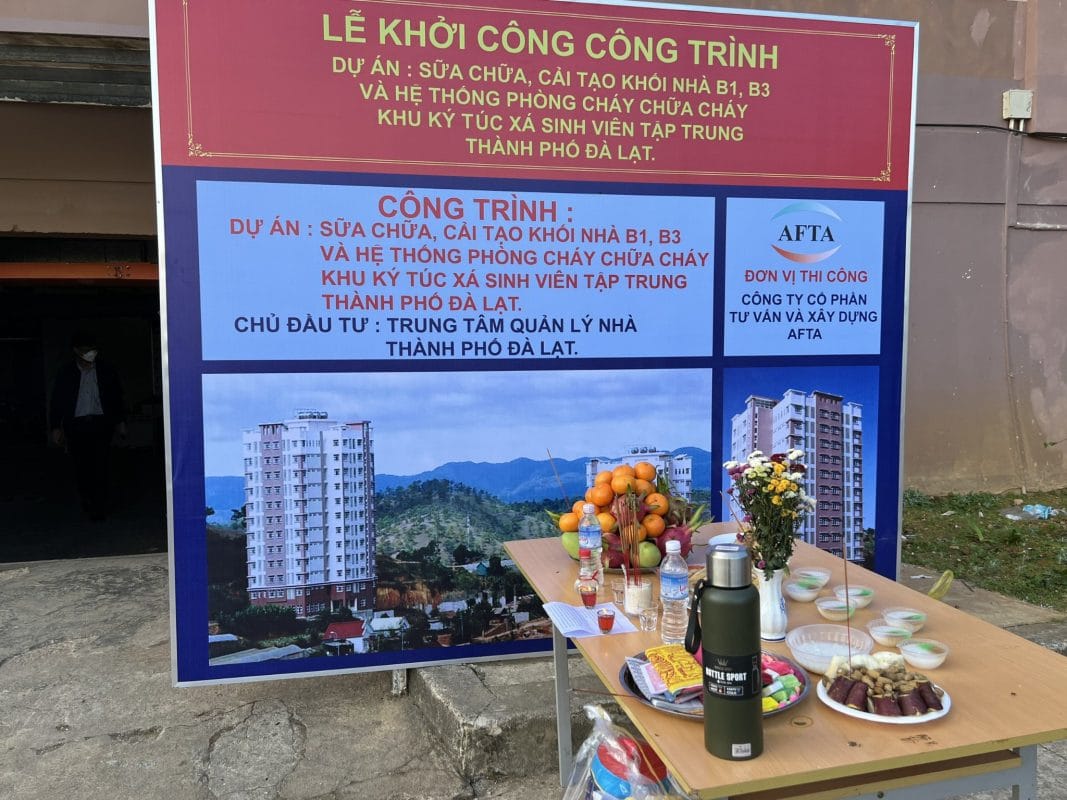 LỄ KHỞI CÔNG CÔNG TRÌNH
DỰ ÁN : SỮA CHỮA, CẢI TẠO KHỐI NHÀ B1, B3
VÀ HỆ THỐNG PHÒNG CHÁY CHỮA CHÁY
KHU KÝ TÚC XÁ SINH VIÊN TẬP TRUNG
THÀNH PHỐ ĐÀ LẠT.
CÔNG TRÌNH :
DỰ ÁN : SỮA CHỮA, CẢI TẠO KHỐI NHÀ B1, B3
VÀ HỆ THỐNG PHÒNG CHÁY CHỮA CHÁY
KHU KÝ TÚC XÁ SINH VIÊN TẬP TRUNG
THÀNH PHỐ ĐÀ LẠT.
CHỦ ĐẦU TƯ : TRUNG TÂM QUẢN LÝ NHÀ
THÀNH PHỐ ĐÀ LẠT.
AFTA
ĐƠN VỊ THI CÔNG
CÔNG TY CỔ PHẦN
TƯ VẤN VÀ XÂY DỰNG
AFTA
BOTTLE SPORT